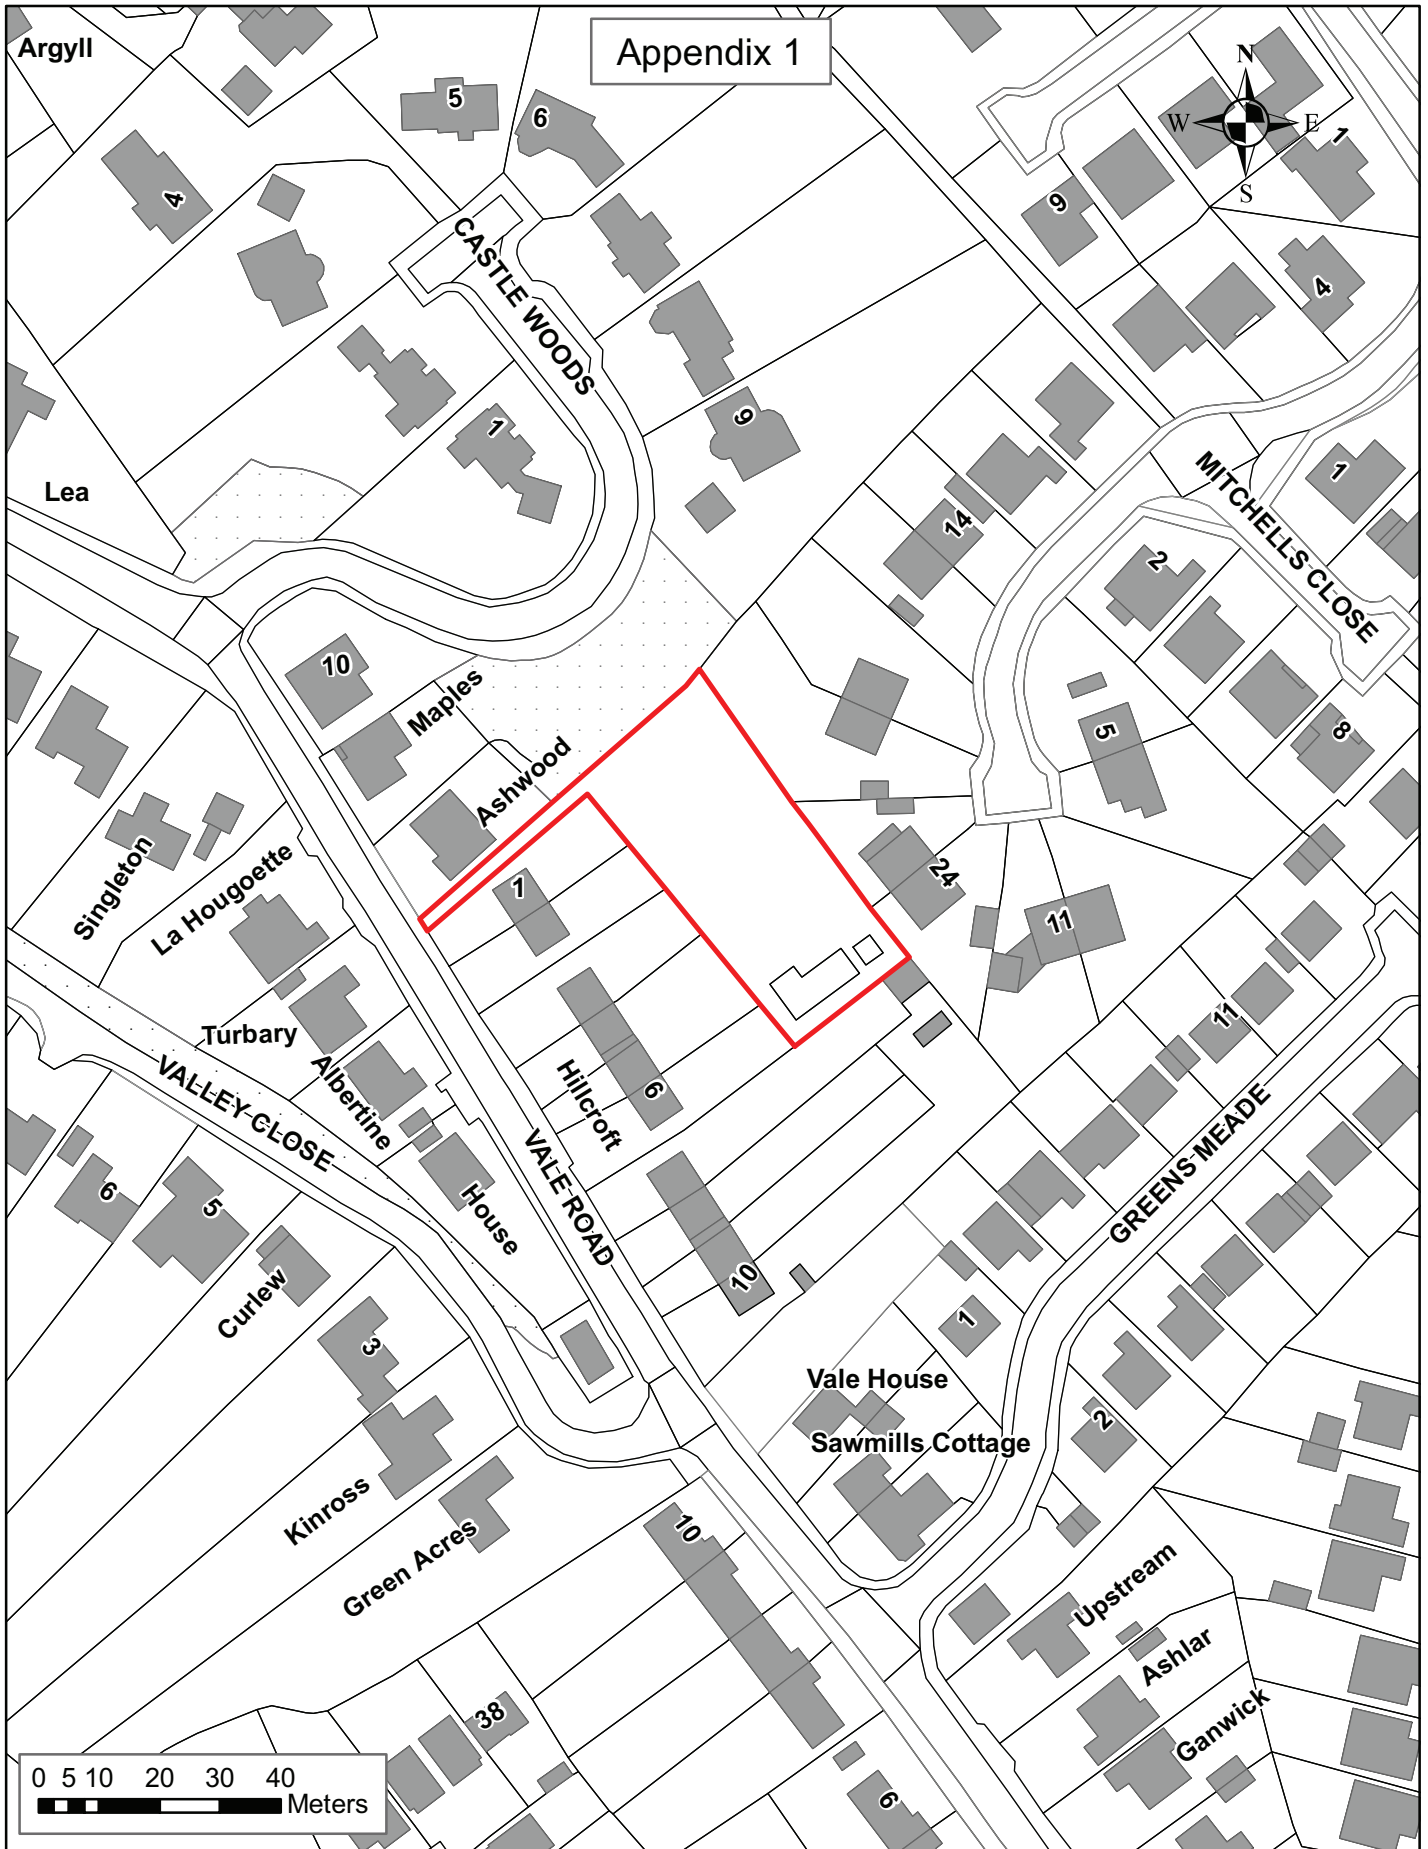 Appendix 1
Argyll
N
W E
S
5
6
4
1
9
4
CASTLE WOODS
1
9
Lea
1
MITCHELLS CLOSE
14
2
10
Maples
Ashwood
5
8
Singleton
La Hougoette
1
24
11
Turbary
Albertine
VALLEY CLOSE
Hillcroft
6
11
House
VALE ROAD
GREENS MEADE
6
5
Curlew
10
3
1
Vale House
2
Sawmills Cottage
Kinross
Green Acres
10
Upstream
Ashlar
Ganwick
38
6
0 5 10 20 30 40
Meters